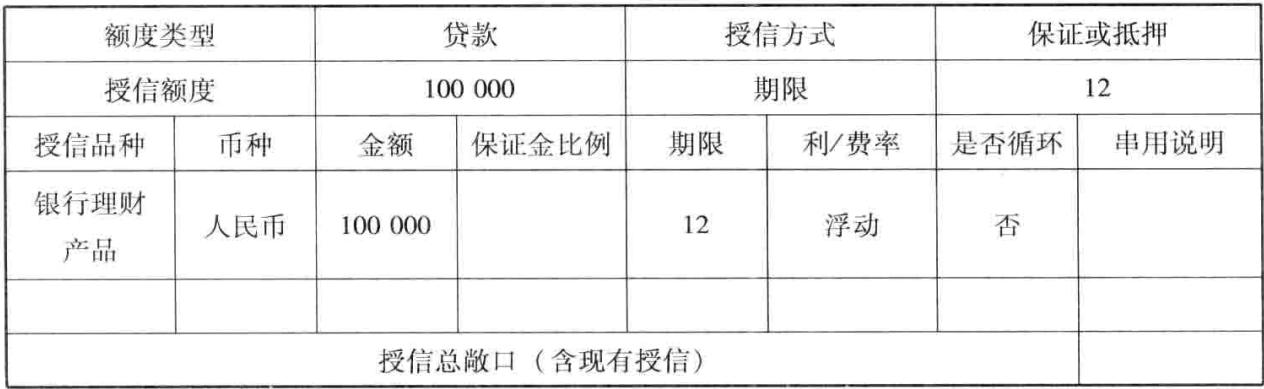 额度类型 贷款 授信方式 保证或抵押
授信额度 100 000 期限 12
授信品种 币种 金额 保证金比例 期限 利/费率 是否循环 串用说明
银行理财
产品 人民币 100 000 12 浮动 否
授信总敞口（含现有授信）